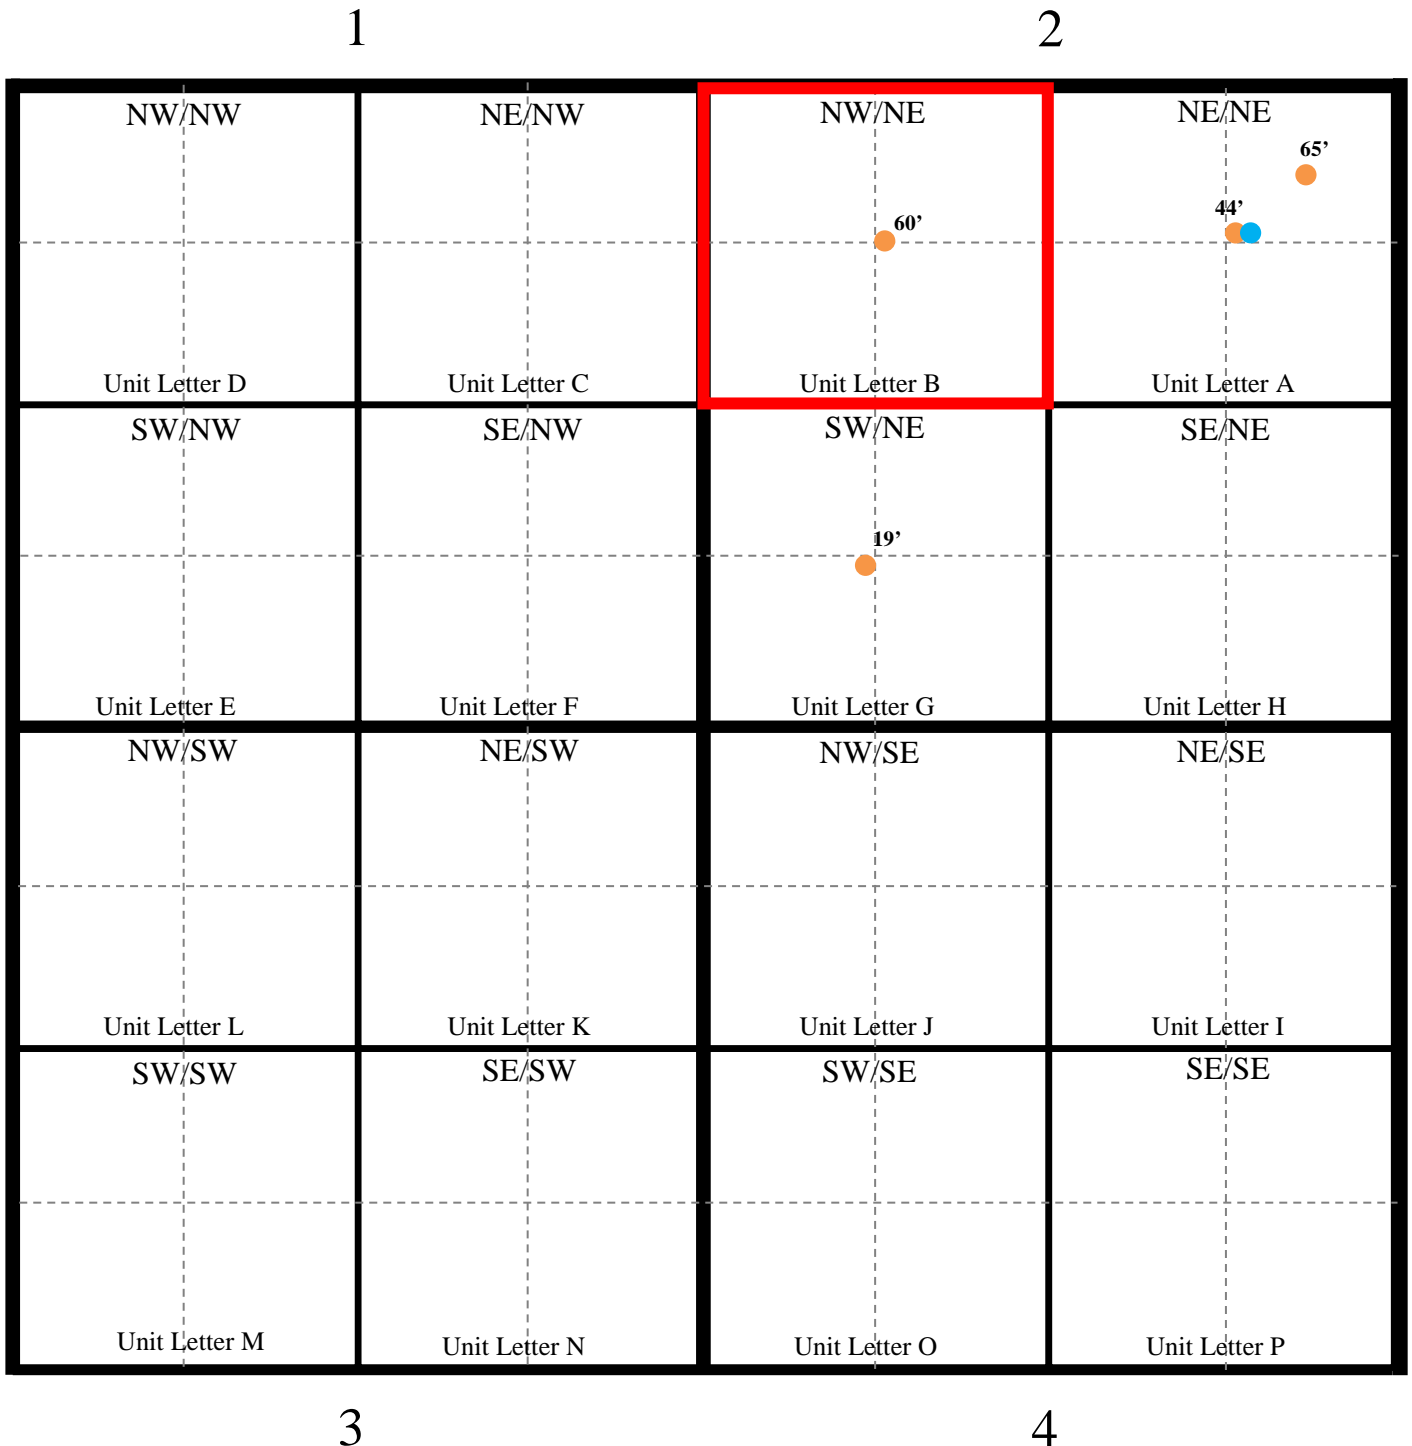 1 2
NW/NW NE/NW NW/NE NE/NE
65’
44’
60’
Unit Letter D Unit Letter C Unit Letter B Unit Letter A
SW/NW SE/NW SW/NE SE/NE
19’
Unit Letter E Unit Letter F Unit Letter G Unit Letter H
NW/SW NE/SW NW/SE NE/SE
Unit Letter L Unit Letter K Unit Letter J Unit Letter I
SW/SW SE/SW SW/SE SE/SE
Unit Letter M Unit Letter N Unit Letter O Unit Letter P
3 4